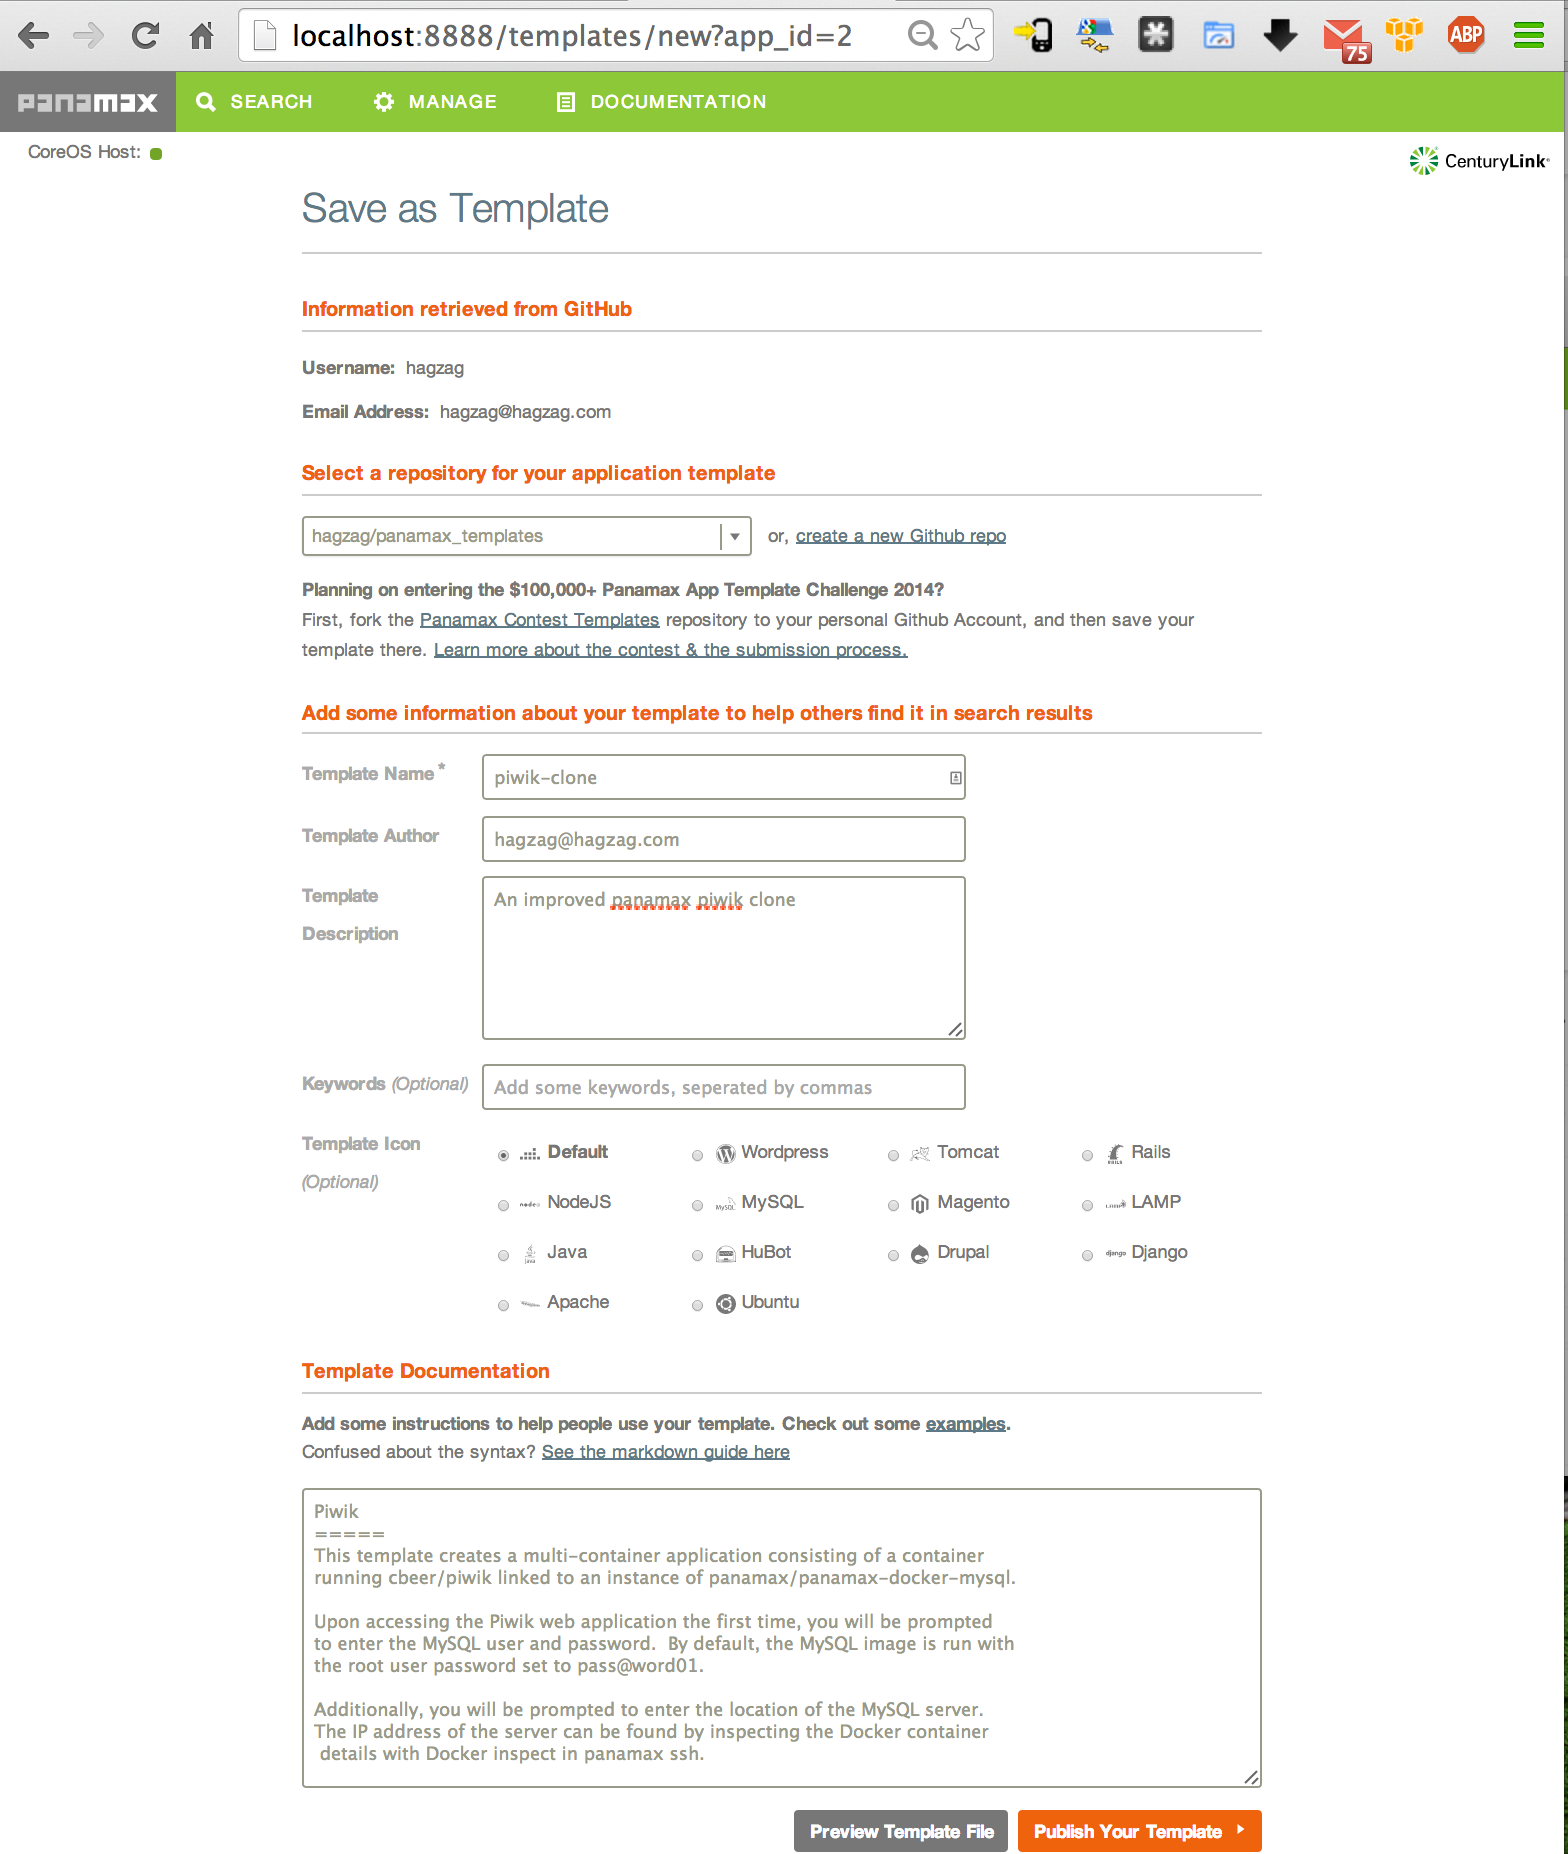 localhost:8888/templates/new?app_id=2
75
ABP
panamax
SEARCH
MANAGE
DOCUMENTATION
CoreOS Host:
CenturyLink
Save as Template
Information retrieved from GitHub
Username: hagzag
Email Address: hagzag@hagzag.com
Select a repository for your application template
hagzag/panamax_templates
or, create a new Github repo
Planning on entering the $100,000+ Panamax App Template Challenge 2014?
First, fork the Panamax Contest Templates repository to your personal Github Account, and then save your
template there. Learn more about the contest & the submission process.
Add some information about your template to help others find it in search results
Template Name *
piwik-clone
Template Author
hagzag@hagzag.com
Template
Description
An improved panamax piwik clone
Keywords (Optional)
Add some keywords, seperated by commas
Template Icon
(Optional)
Default
Wordpress
Tomcat
Rails
NodeJS
MySQL
Magento
LAMP
Java
HuBot
Drupal
django Django
Apache
Ubuntu
Template Documentation
Add some instructions to help people use your template. Check out some examples.
Confused about the syntax? See the markdown guide here
Piwik
=====
This template creates a multi-container application consisting of a container
running cbeer/piwik linked to an instance of panamax/panamax-docker-mysql.
Upon accessing the Piwik web application the first time, you will be prompted
to enter the MySQL user and password.  By default, the MySQL image is run with
the root user password set to pass@word01.
Additionally, you will be prompted to enter the location of the MySQL server.
The IP address of the server can be found by inspecting the Docker container
details with Docker inspect in panamax ssh.
Preview Template File
Publish Your Template